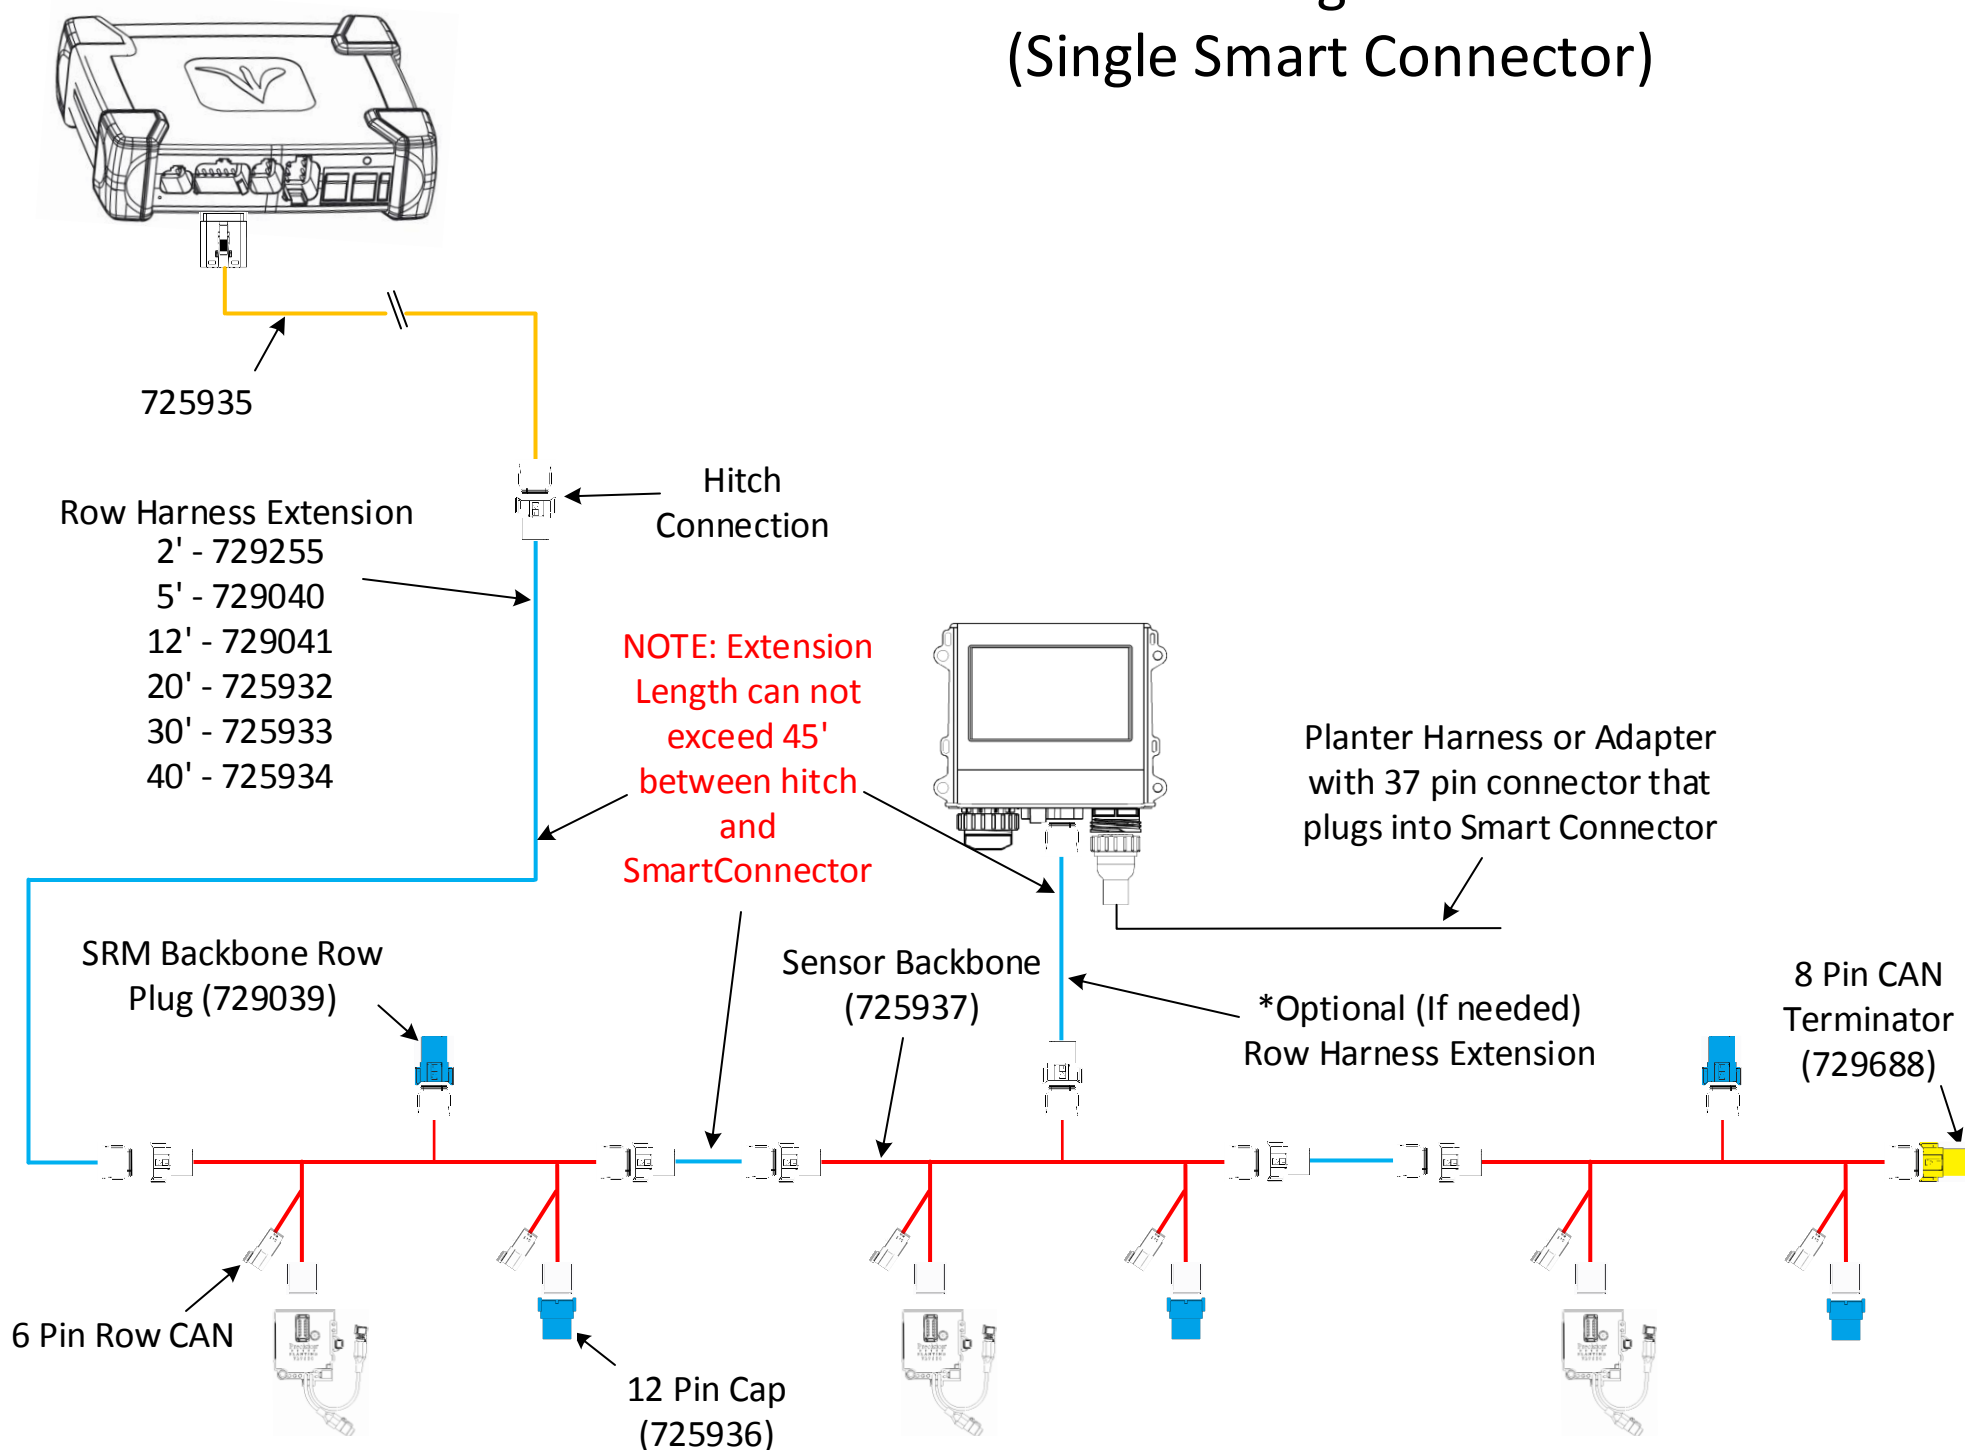 (Single Smart Connector)
725935
Hitch
Connection
Row Harness Extension
2' - 729255
5' - 729040
12' - 729041
20' - 725932
30' - 725933
40' - 725934
NOTE: Extension
Length can not
exceed 45'
between hitch
and
SmartConnector
Planter Harness or Adapter
with 37 pin connector that
plugs into Smart Connector
SRM Backbone Row
Plug (729039)
Sensor Backbone
(725937)
*Optional (If needed)
Row Harness Extension
8 Pin CAN
Terminator
(729688)
6 Pin Row CAN
12 Pin Cap
(725936)